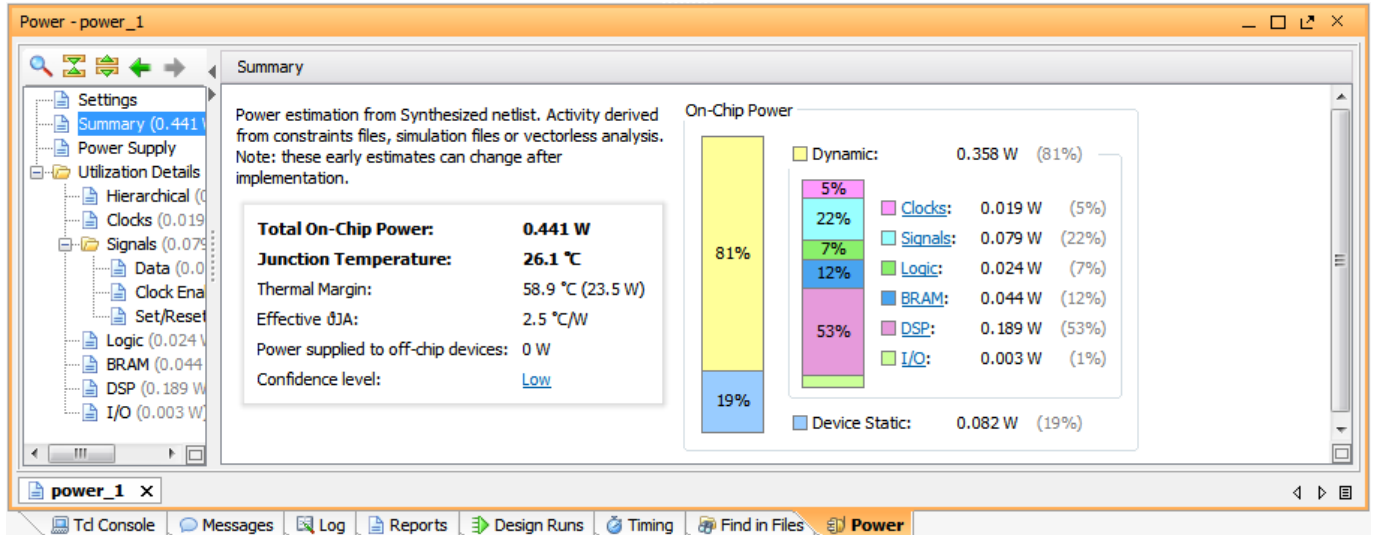 Power - power_1
Summary
Settings
Summary (0.441
Power Supply
Utilization Details
Hierarchical (0
Clocks (0.019
Signals (0.079
Data (0.0
Clock Enal
Set/Reset
Logic (0.024
BRAM (0.044
DSP (0.189 W
I/O (0.003 W)
Power estimation from Synthesized netlist. Activity derived
from constraints files, simulation files or vectorless analysis.
Note: these early estimates can change after
implementation.
Total On-Chip Power: 0.441 W
Junction Temperature: 26.1 °C
Thermal Margin: 58.9 °C (23.5 W)
Effective ϑJA: 2.5 °C/W
Power supplied to off-chip devices: 0 W
Confidence level: Low
On-Chip Power
81%
19%
Dynamic: 0.358 W (81%)
5%
22%
7%
12%
53%
Clocks: 0.019 W (5%)
Signals: 0.079 W (22%)
Logic: 0.024 W (7%)
BRAM: 0.044 W (12%)
DSP: 0.189 W (53%)
I/O: 0.003 W (1%)
Device Static: 0.082 W (19%)
power_1
Tcl Console Messages Log Reports Design Runs Timing Find in Files Power